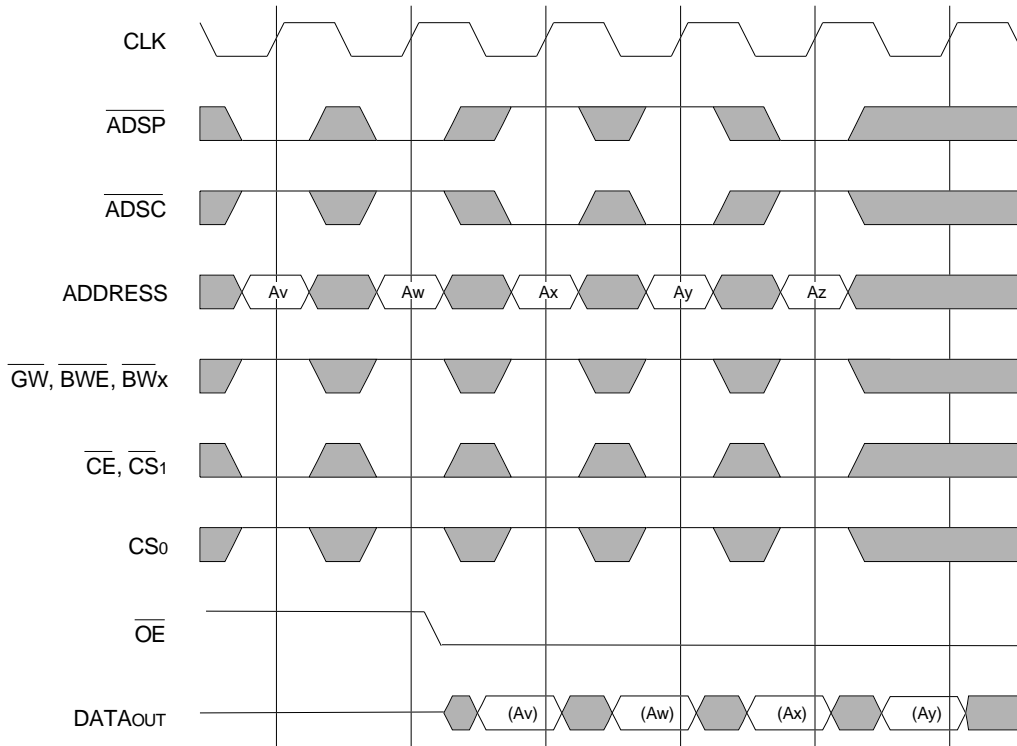 CLK
ADSP
ADSC
ADDRESS Av Aw Ax Ay Az
GW, BWE, BWx
CE, CS1
CS0
OE
DATAOUT (Av) (Aw) (Ax) (Ay)